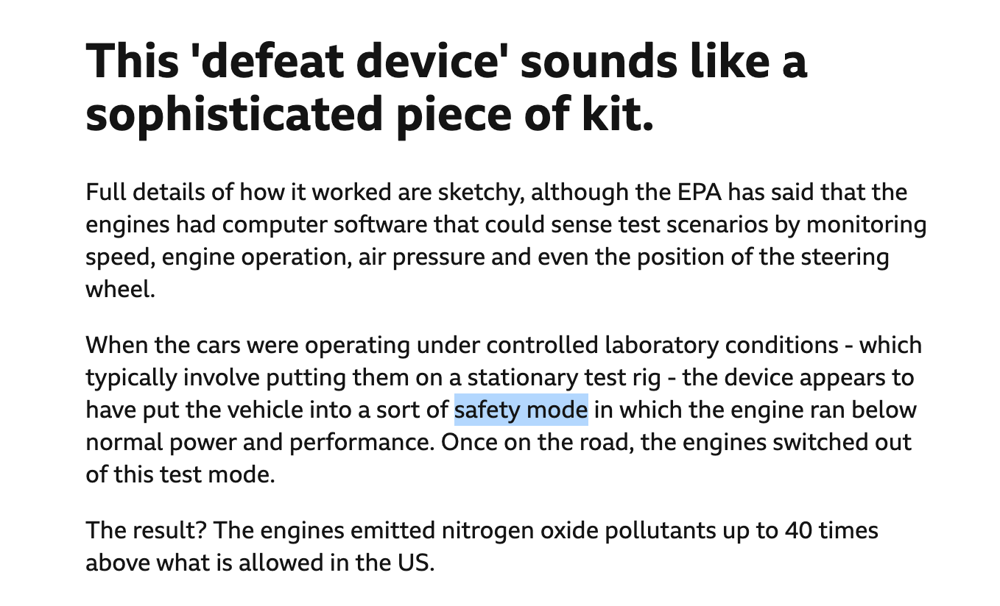 This 'defeat device' sounds like a
sophisticated piece of kit.
Full details of how it worked are sketchy, although the EPA has said that the
engines had computer software that could sense test scenarios by monitoring
speed, engine operation, air pressure and even the position of the steering
wheel.
When the cars were operating under controlled laboratory conditions - which
typically involve putting them on a stationary test rig - the device appears to
have put the vehicle into a sort of safety mode in which the engine ran below
normal power and performance. Once on the road, the engines switched out
of this test mode.
The result? The engines emitted nitrogen oxide pollutants up to 40 times
above what is allowed in the US.